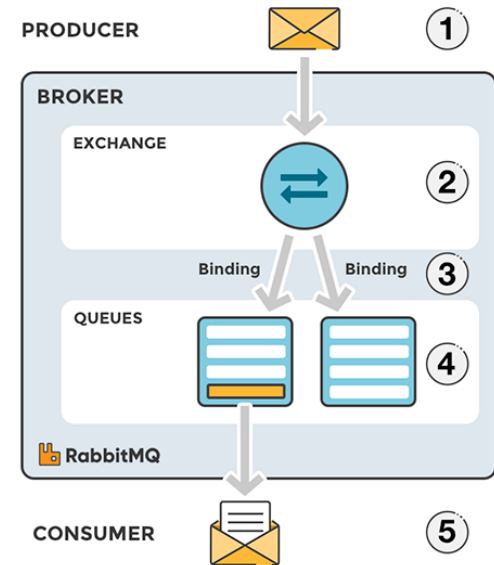 PRODUCER 1
BROKER
EXCHANGE
2
Binding Binding 3
QUEUES
4
RabbitMQ
CONSUMER 5